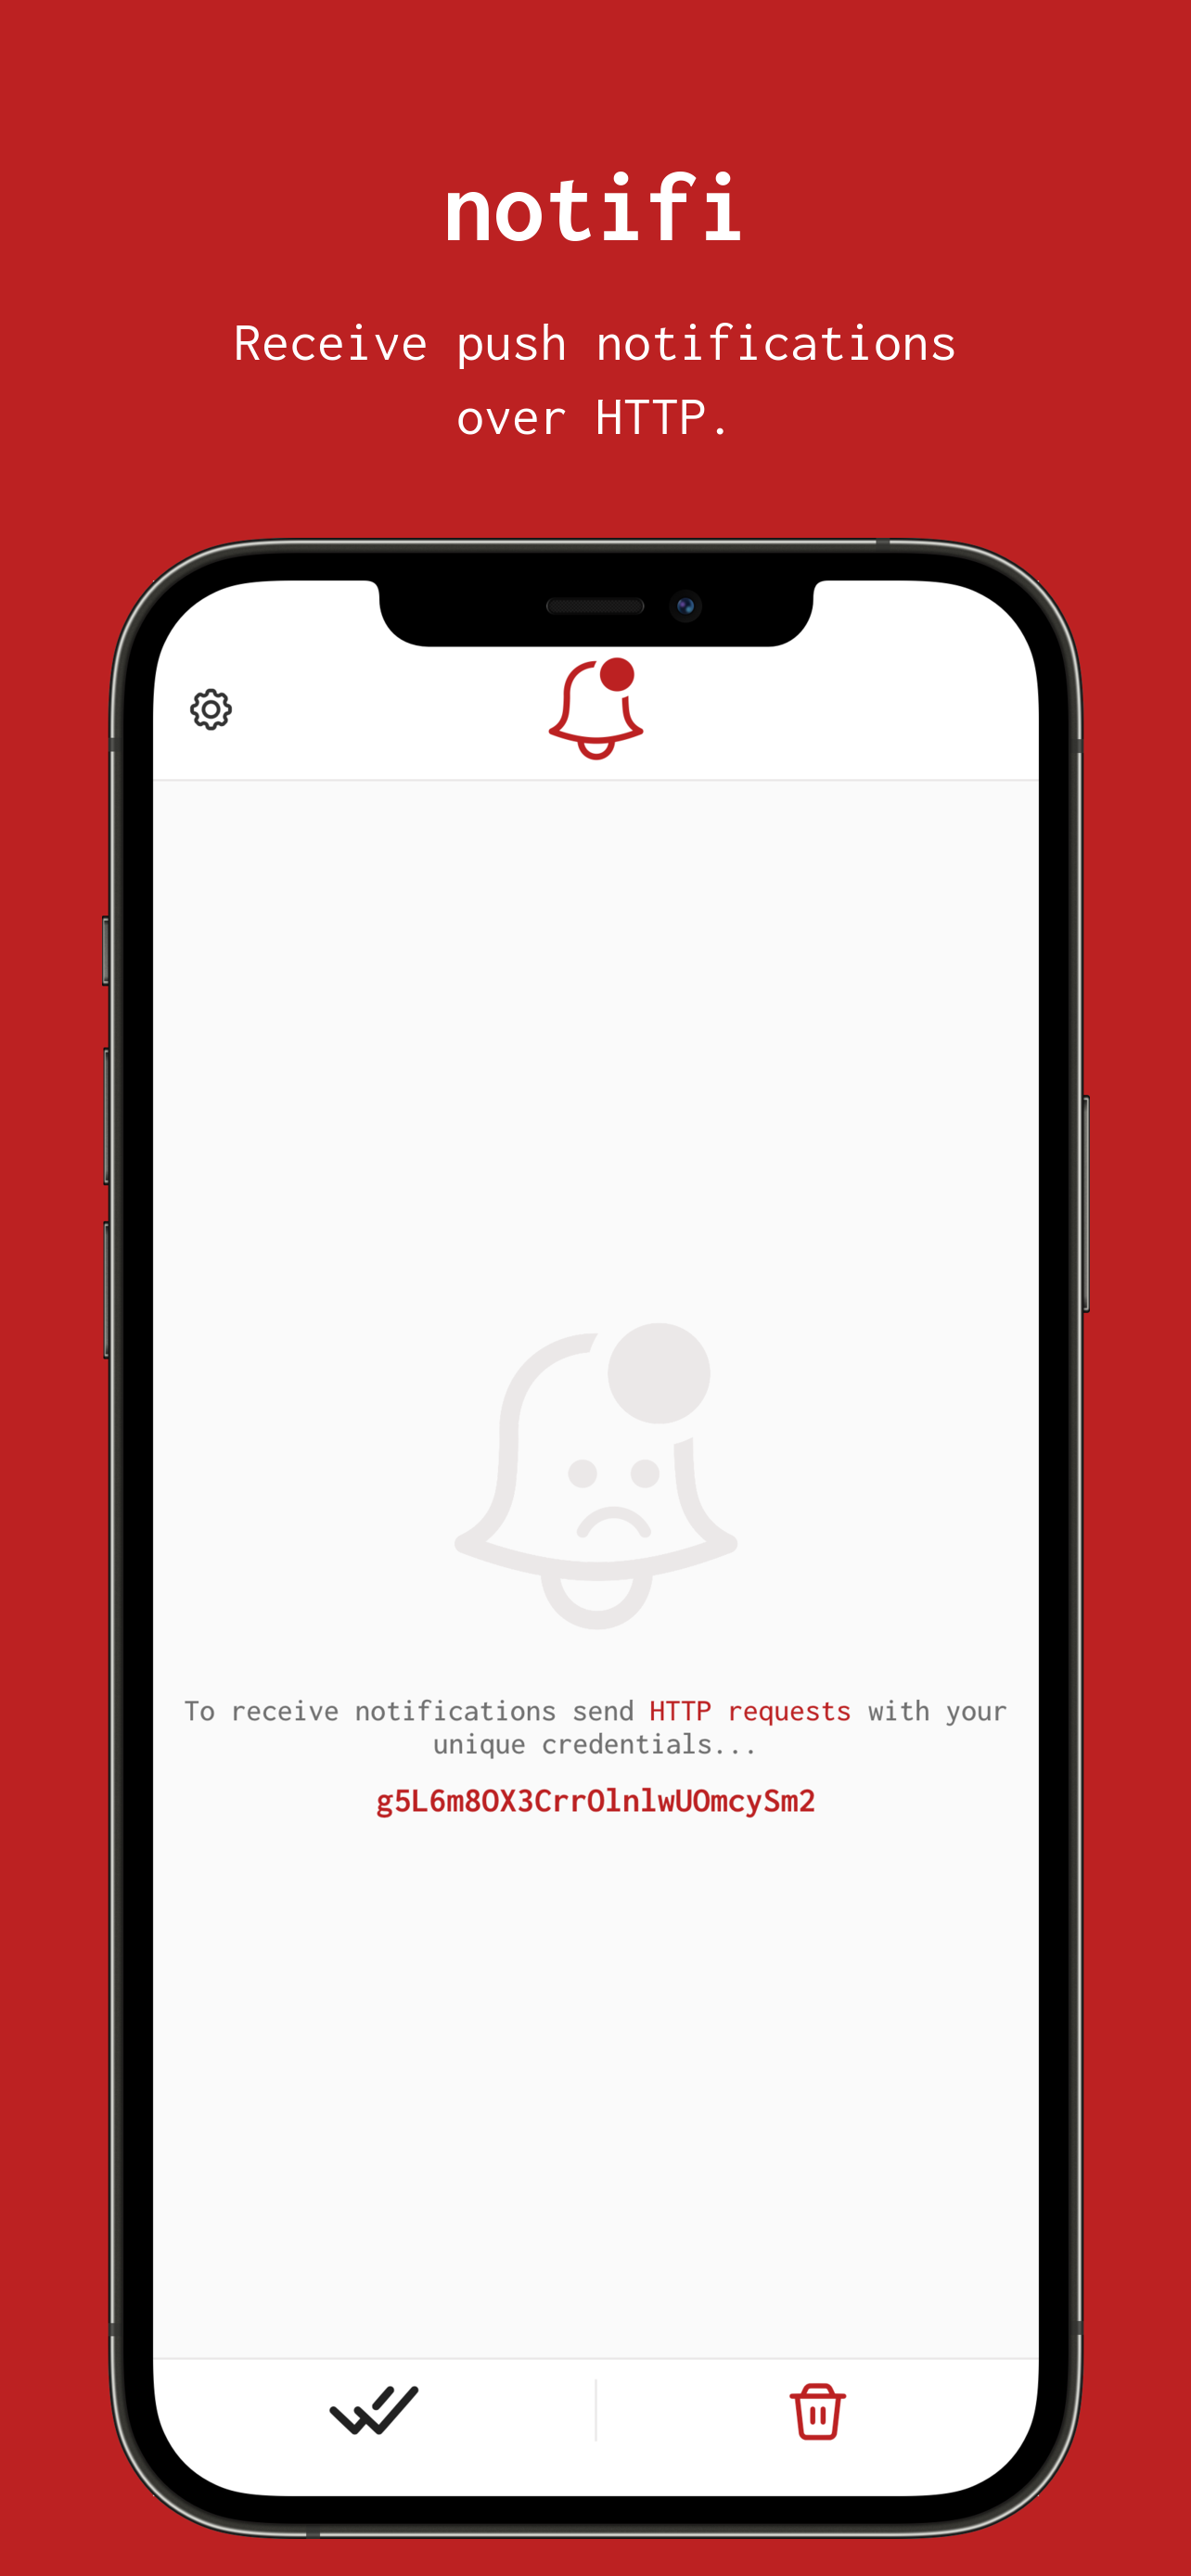 notifi
Receive push notifications
over HTTP.
To receive notifications send HTTP requests with your
unique credentials...
g5L6m8OX3CrrOlnlwUOmcySm2